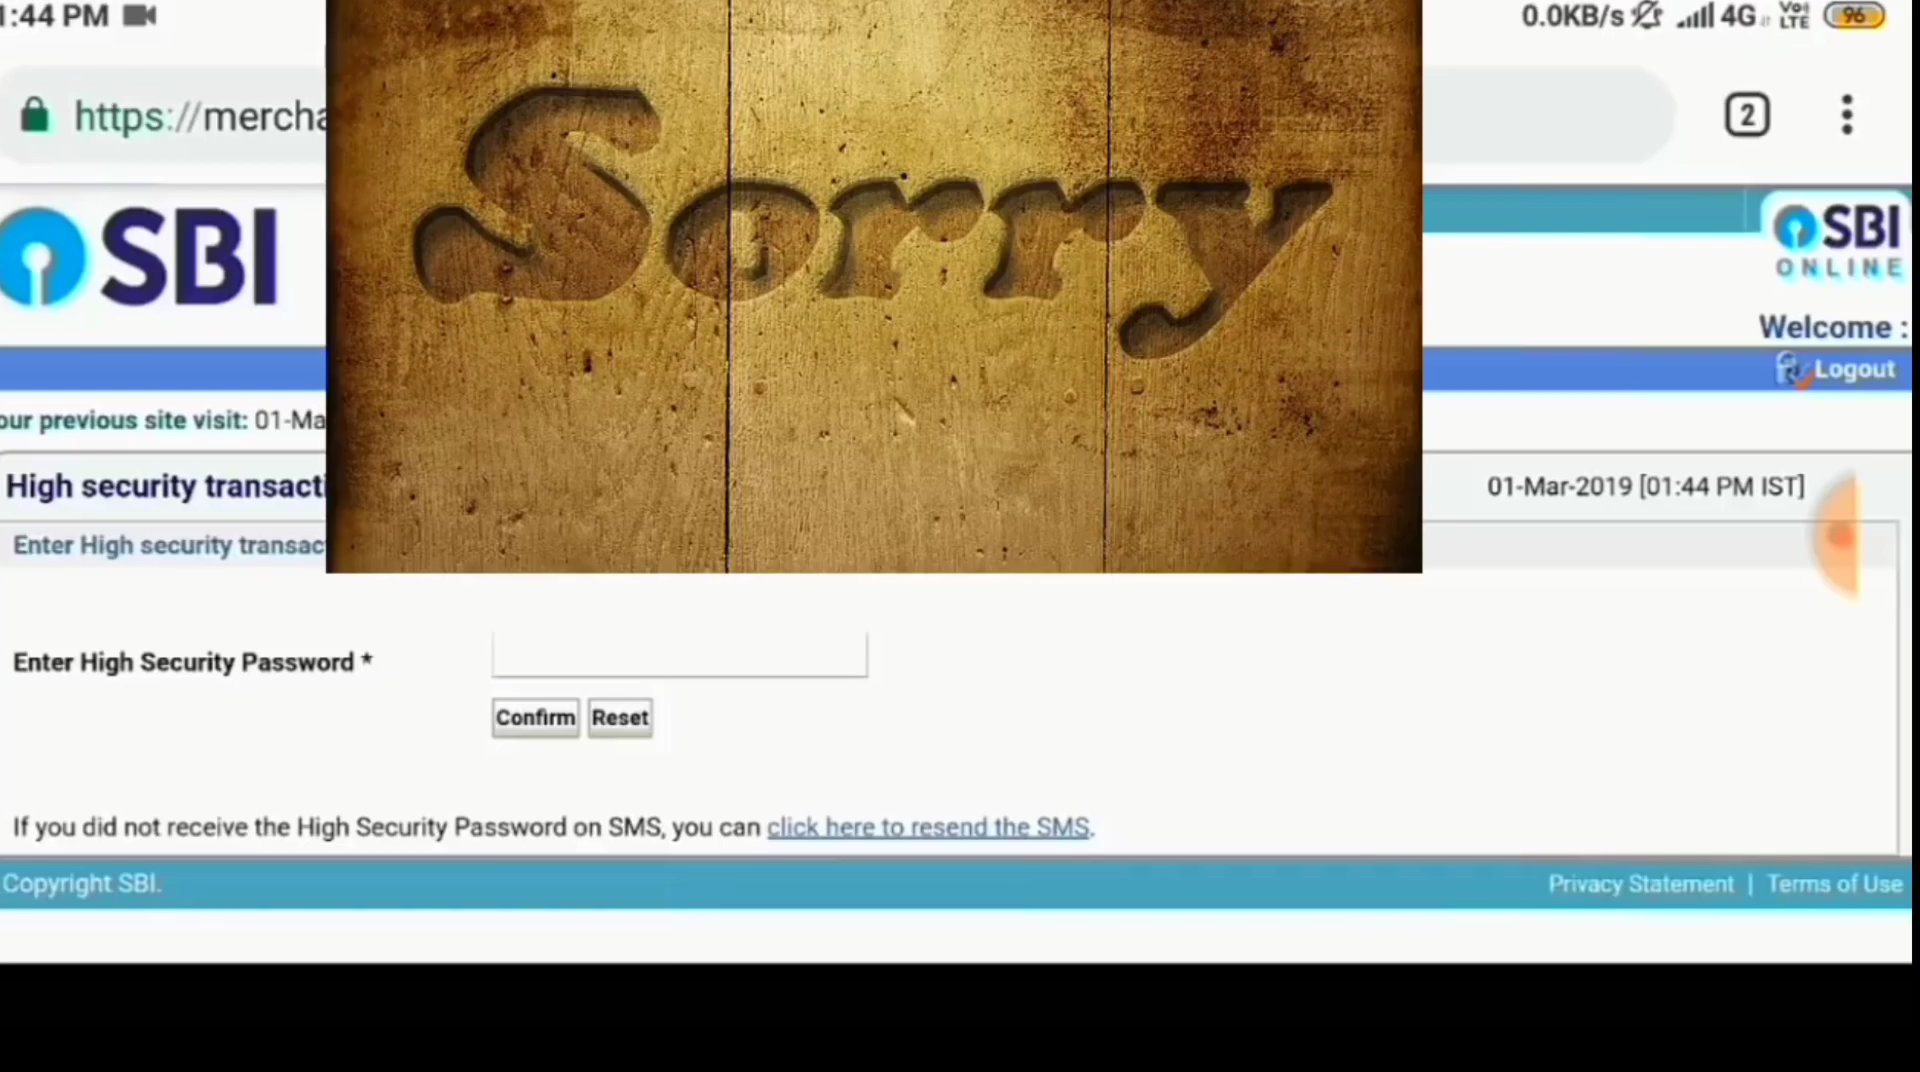 1:44 PM
0.0KB/s 4G VoLTE 96
https://mercha
2
Sorry
SBI
SBI
ONLINE
Welcome :
Logout
our previous site visit: 01-Ma
High security transacti
01-Mar-2019 [01:44 PM IST]
Enter High security transac
Enter High Security Password *
Confirm Reset
If you did not receive the High Security Password on SMS, you can click here to resend the SMS.
Copyright SBI.
Privacy Statement | Terms of Use